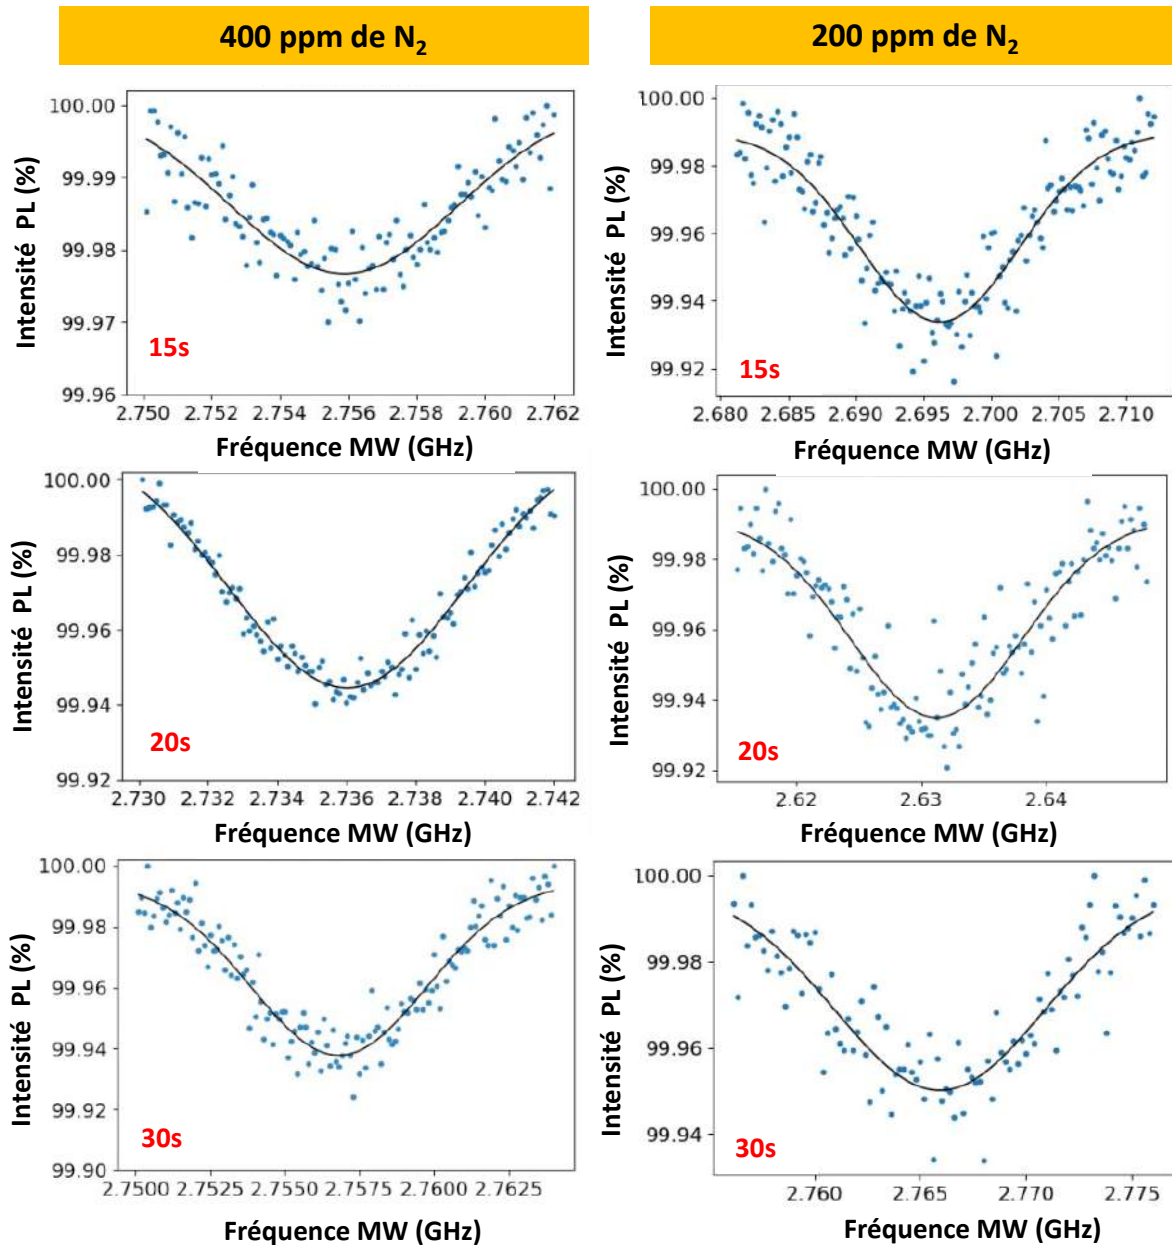 400 ppm de N₂
200 ppm de N₂
Intensité PL (%)
100.00
99.99
99.98
99.97
99.96
15s
2.750 2.752 2.754 2.756 2.758 2.760 2.762
Fréquence MW (GHz)
Intensité PL (%)
100.00
99.98
99.96
99.94
99.92
15s
2.680 2.685 2.690 2.695 2.700 2.705 2.710
Fréquence MW (GHz)
Intensité PL (%)
100.00
99.98
99.96
99.94
99.92
20s
2.730 2.732 2.734 2.736 2.738 2.740 2.742
Fréquence MW (GHz)
Intensité PL (%)
100.00
99.98
99.96
99.94
99.92
20s
2.62 2.63 2.64
Fréquence MW (GHz)
Intensité PL (%)
100.00
99.98
99.96
99.94
99.92
99.90
30s
2.7500 2.7525 2.7550 2.7575 2.7600 2.7625
Fréquence MW (GHz)
Intensité PL (%)
100.00
99.98
99.96
99.94
30s
2.760 2.765 2.770 2.775
Fréquence MW (GHz)